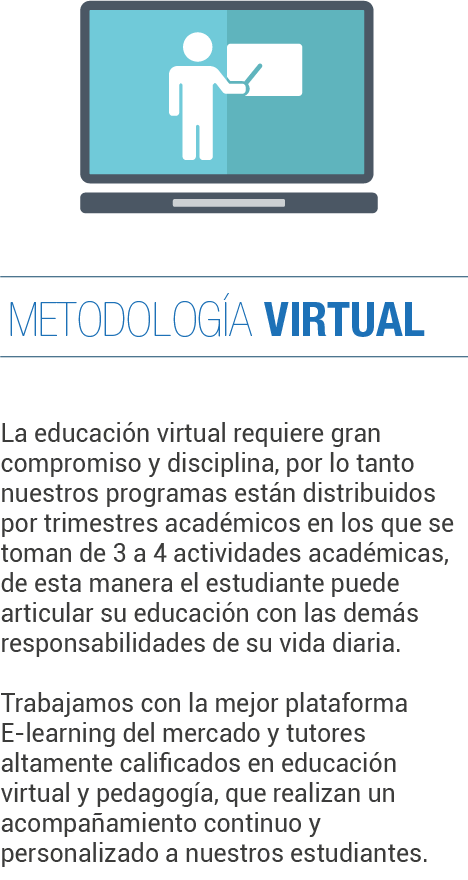 METODOLOGÍA VIRTUAL
La educación virtual requiere gran
compromiso y disciplina, por lo tanto
nuestros programas están distribuidos
por trimestres académicos en los que se
toman de 3 a 4 actividades académicas,
de esta manera el estudiante puede
articular su educación con las demás
responsabilidades de su vida diaria.
Trabajamos con la mejor plataforma
E-learning del mercado y tutores
altamente calificados en educación
virtual y pedagogía, que realizan un
acompañamiento continuo y
personalizado a nuestros estudiantes.